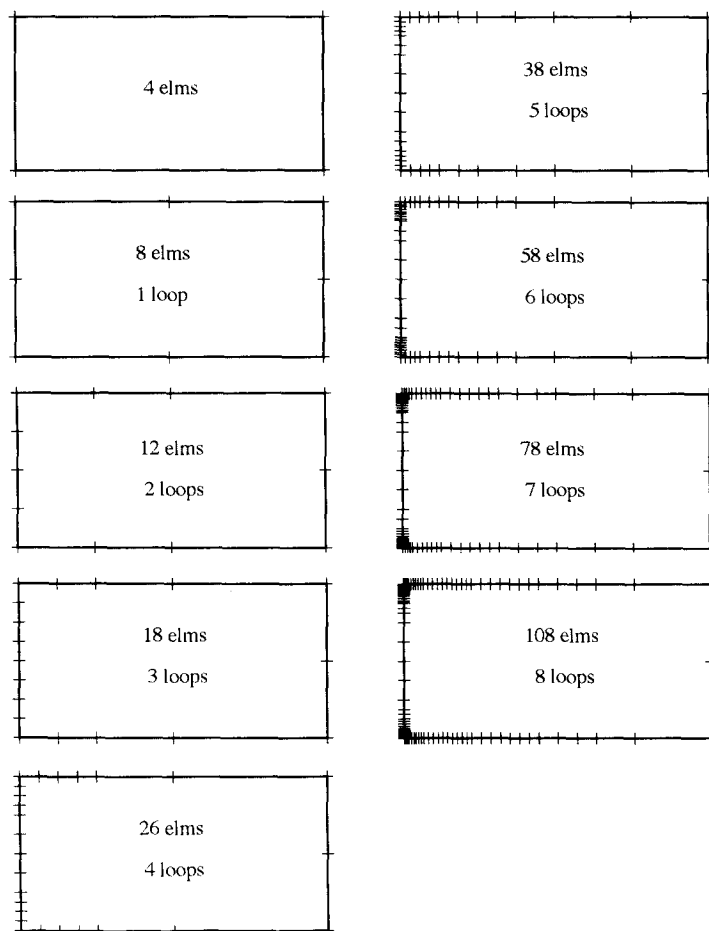 4 elms
8 elms
1 loop
12 elms
2 loops
18 elms
3 loops
26 elms
4 loops
38 elms
5 loops
58 elms
6 loops
78 elms
7 loops
108 elms
8 loops